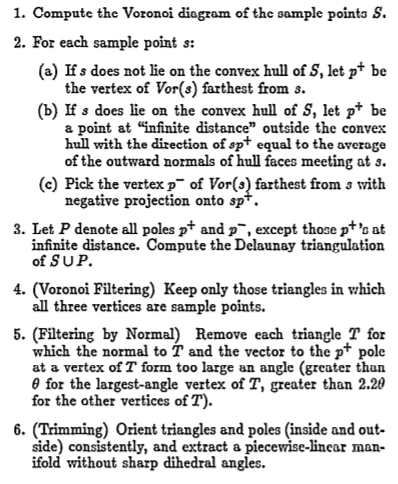 1. Compute the Voronoi diagram of the sample points S.
2. For each sample point s:
(a) If s does not lie on the convex hull of S, let p⁺ be
the vertex of Vor(s) farthest from s.
(b) If s does lie on the convex hull of S, let p⁺ be
a point at “infinite distance” outside the convex
hull with the direction of sp⁺ equal to the average
of the outward normals of hull faces meeting at s.
(c) Pick the vertex p⁻ of Vor(s) farthest from s with
negative projection onto sp⁺.
3. Let P denote all poles p⁺ and p⁻, except those p⁺’s at
infinite distance. Compute the Delaunay triangulation
of S ∪ P.
4. (Voronoi Filtering) Keep only those triangles in which
all three vertices are sample points.
5. (Filtering by Normal) Remove each triangle T for
which the normal to T and the vector to the p⁺ pole
at a vertex of T form too large an angle (greater than
θ for the largest-angle vertex of T, greater than 2.2θ
for the other vertices of T).
6. (Trimming) Orient triangles and poles (inside and out-
side) consistently, and extract a piecewise-linear man-
ifold without sharp dihedral angles.